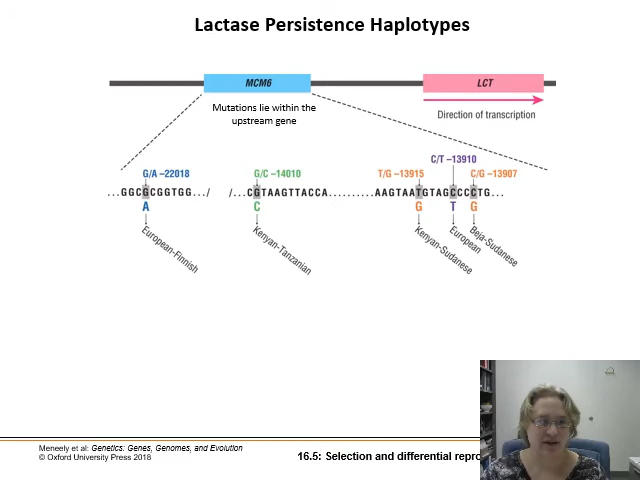 Lactase Persistence Haplotypes
MCM6
LCT
Mutations lie within the
upstream gene
Direction of transcription
C/T –13910
G/A –22018
G/C –14010
T/G –13915
C/G –13907
...GGCGCGGTGG.../
/...CGTAAGTTACCA.........AAGTAATGTAGCCCCTG...
A
C
G
T
G
European-Finnish
Kenyan-Tanzanian
Kenyan-Sudanese
European
Beja-Sudanese
Meneely et al: Genetics: Genes, Genomes, and Evolution
© Oxford University Press 2018
16.5: Selection and differential repro